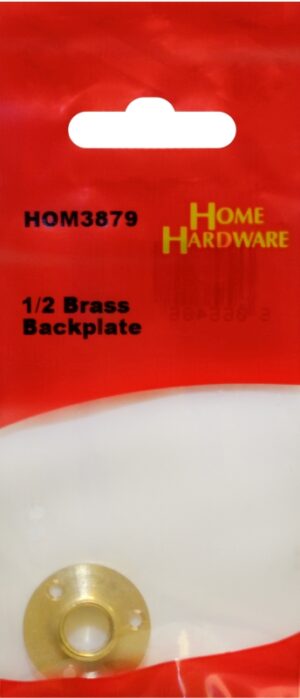 HOM3879
HOME
HARDWARE
1/2 Brass
Backplate